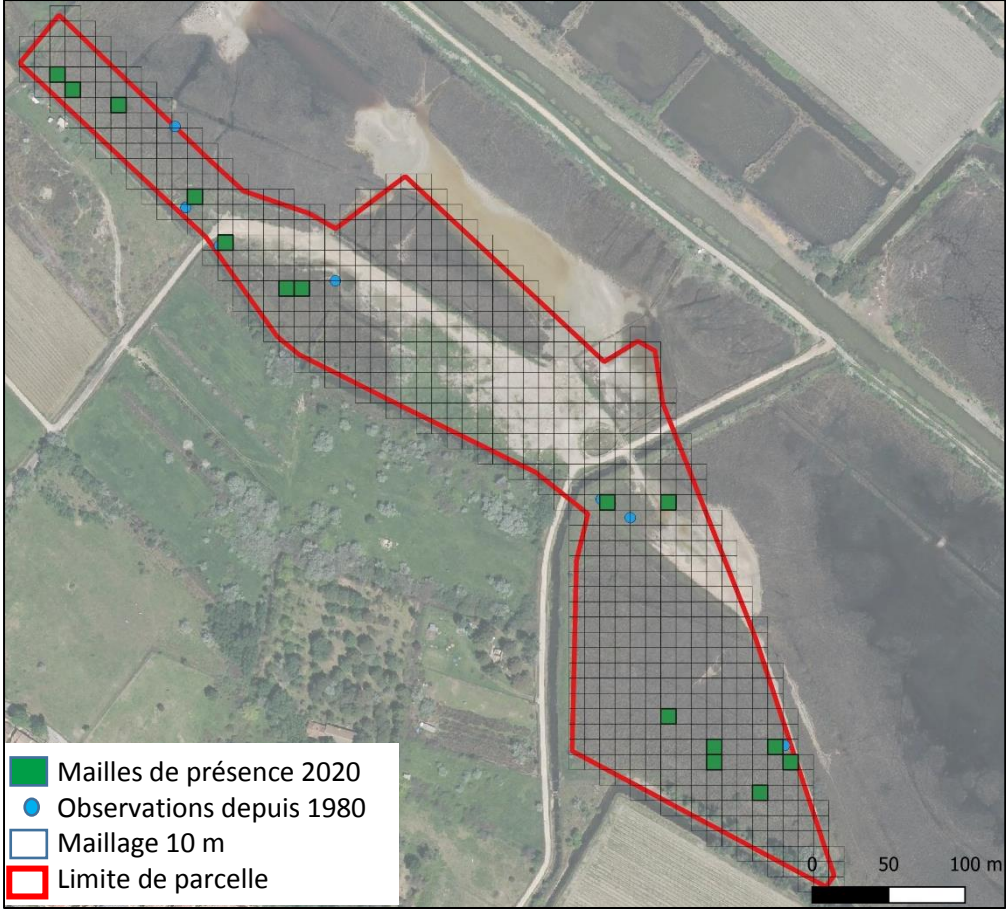 Mailles de présence 2020
Observations depuis 1980
Maillage 10 m
Limite de parcelle
0 50 100 m